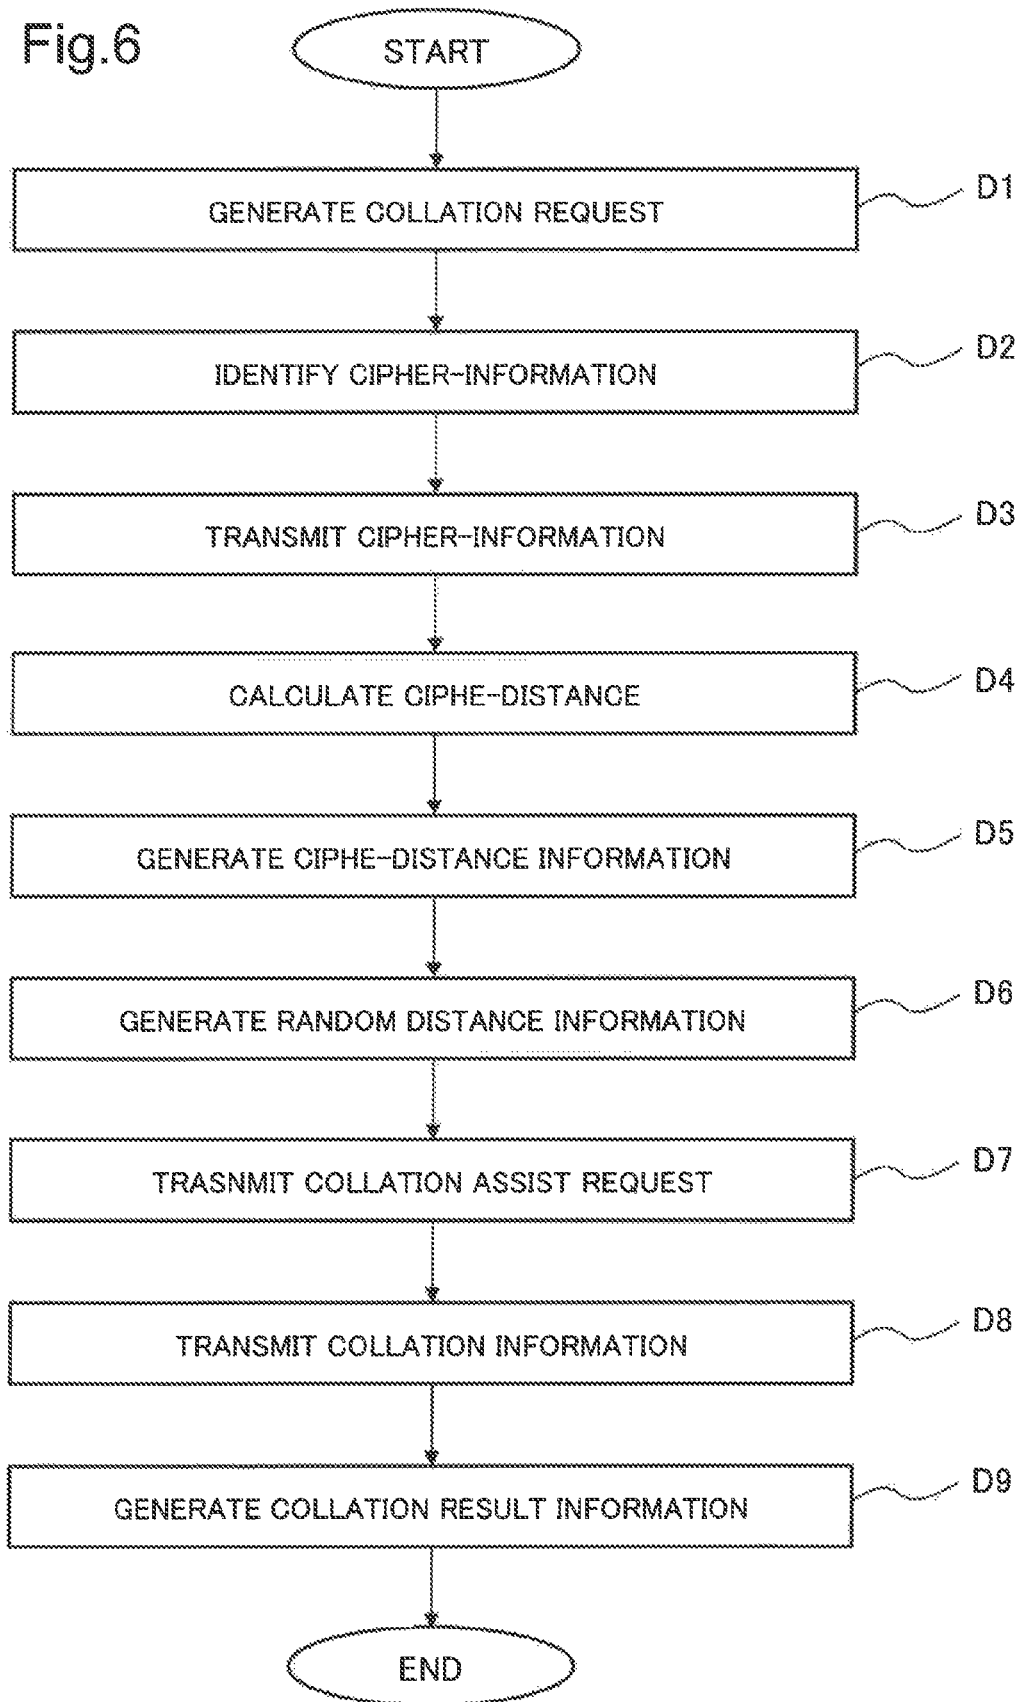 Fig.6
START
GENERATE COLLATION REQUEST
D1
IDENTIFY CIPHER-INFORMATION
D2
TRANSMIT CIPHER-INFORMATION
D3
CALCULATE CIPHE-DISTANCE
D4
GENERATE CIPHE-DISTANCE INFORMATION
D5
GENERATE RANDOM DISTANCE INFORMATION
D6
TRASNMIT COLLATION ASSIST REQUEST
D7
TRANSMIT COLLATION INFORMATION
D8
GENERATE COLLATION RESULT INFORMATION
D9
END